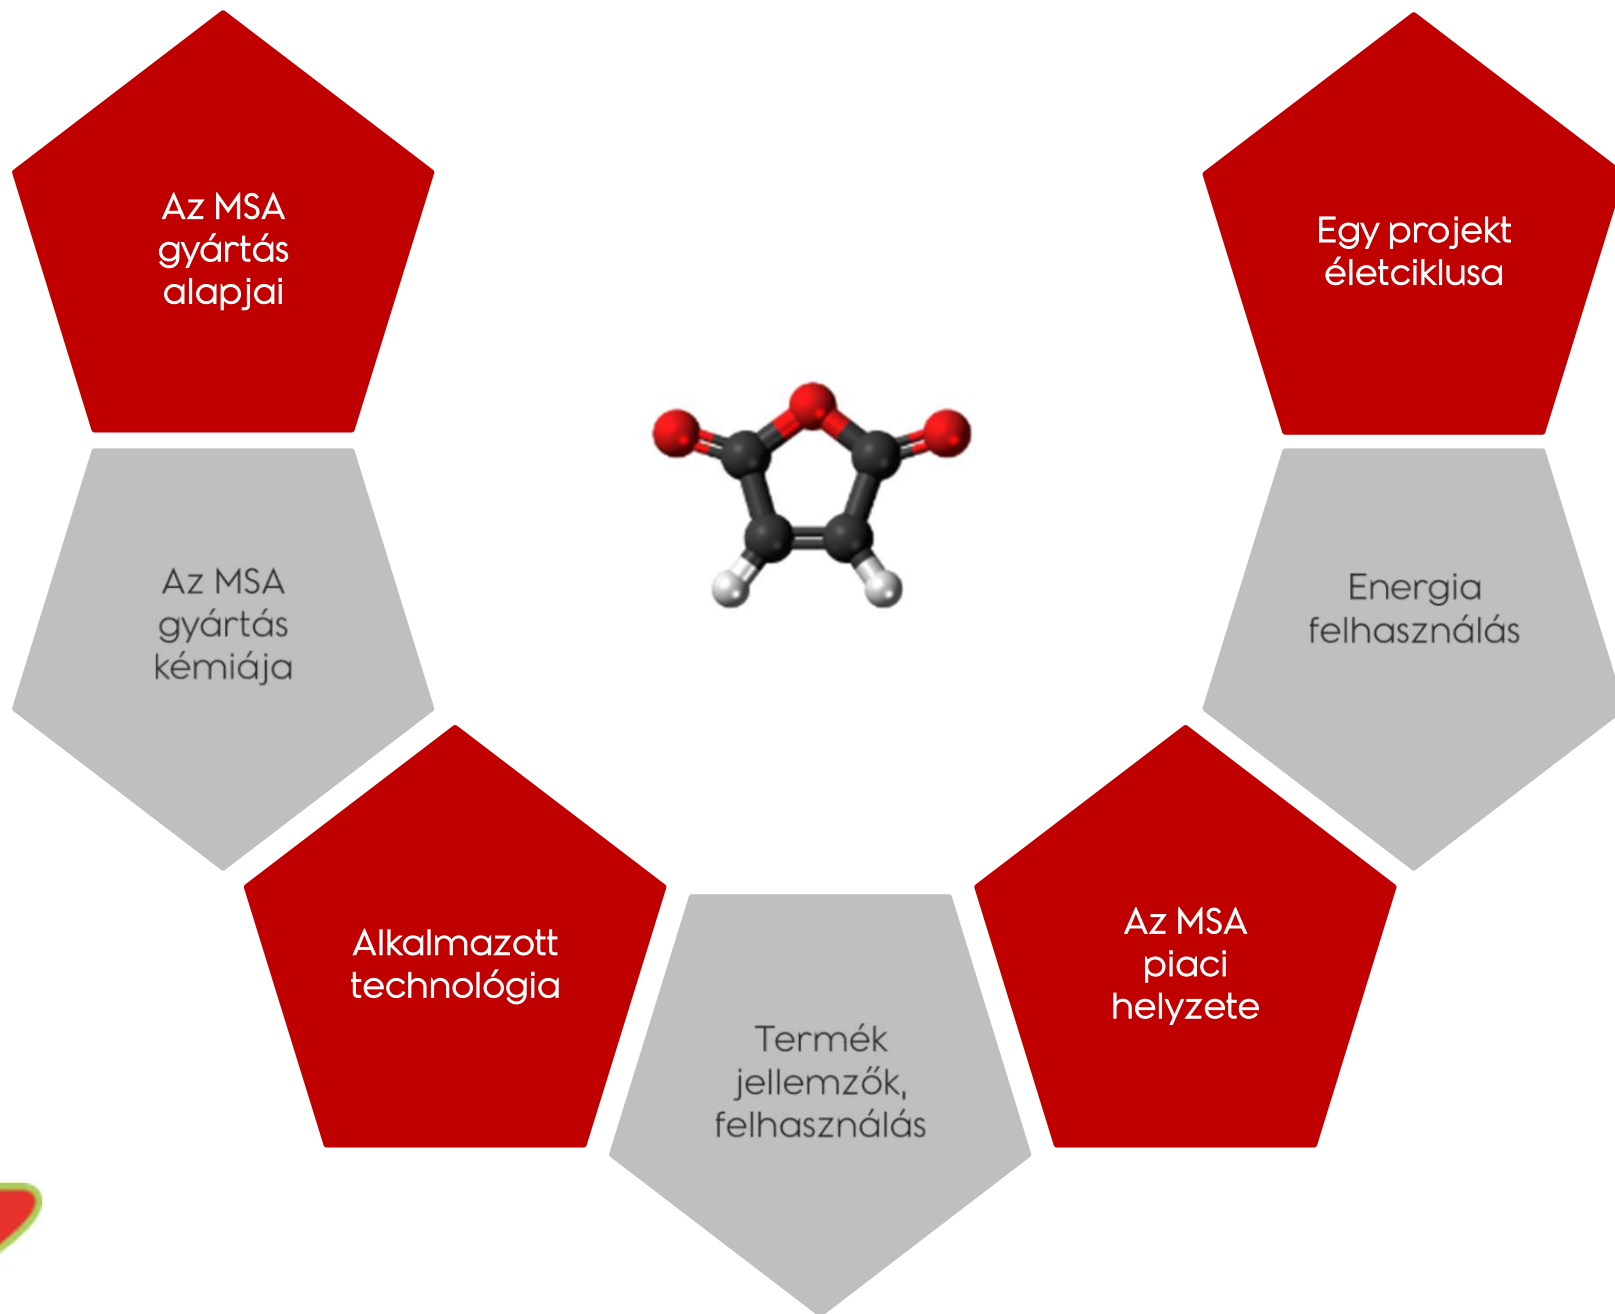 Az MSA
gyártás
alapjai
Az MSA
gyártás
kémiája
Alkalmazott
technológia
Termék
jellemzők,
felhasználás
Az MSA
piaci
helyzete
Energia
felhasználás
Egy projekt
életciklusa